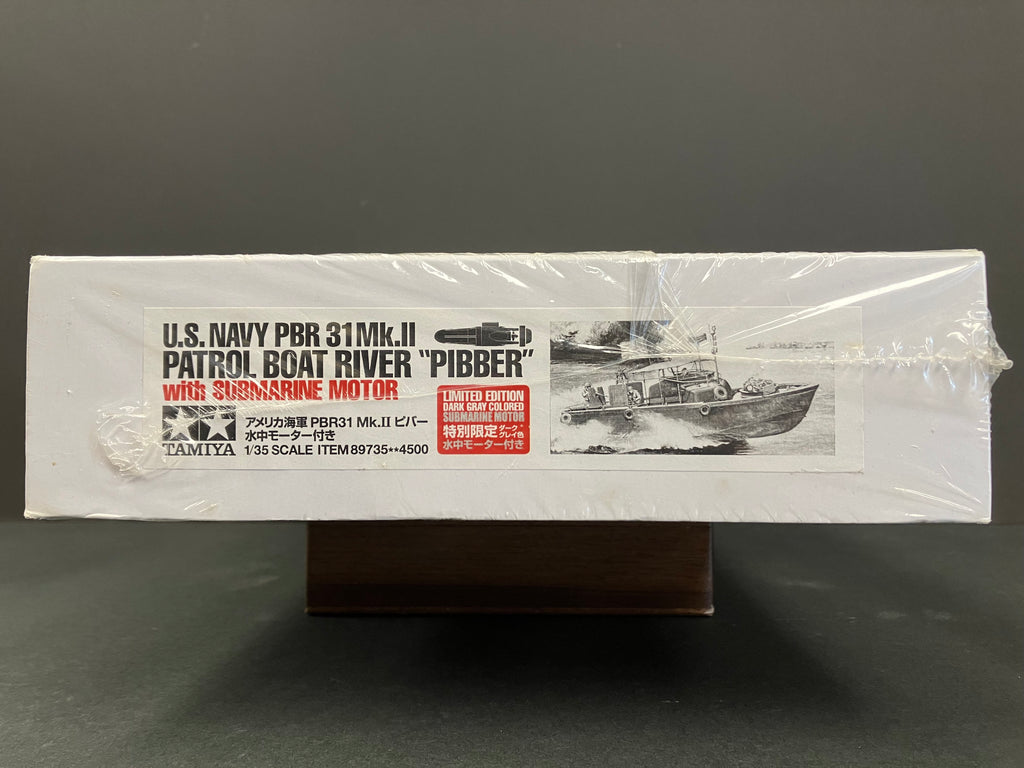 U.S. NAVY PBR 31Mk.II
PATROL BOAT RIVER "PIBBER"
with SUBMARINE MOTOR
TAMIYA
アメリカ海軍 PBR31 Mk.II ピバー
水中モーター付き
1/35 SCALE ITEM 89735**4500
LIMITED EDITION
DARK GRAY COLORED
SUBMARINE MOTOR
特別限定 ダーク・グレイ色
水中モーター付き